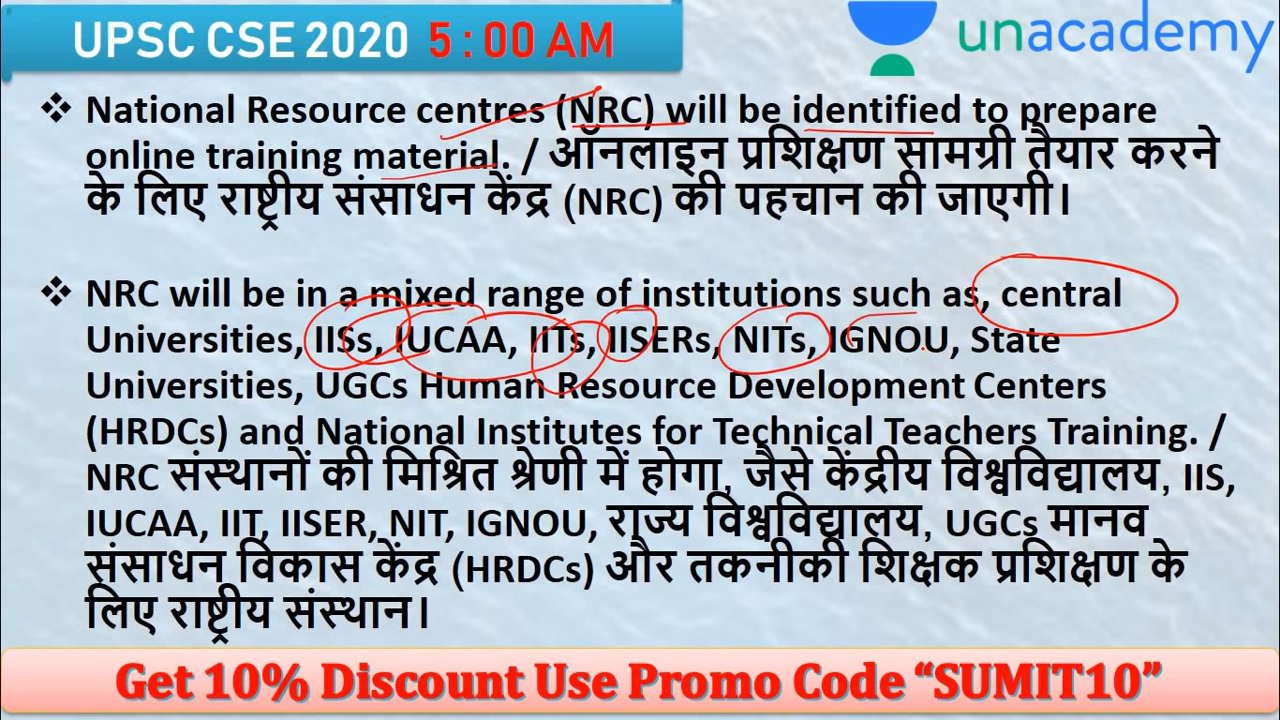 UPSC CSE 2020 5:00 AM
unacademy
❖ National Resource centres (NRC) will be identified to prepare
online training material. / ऑनलाइन प्रशिक्षण सामग्री तैयार करने
के लिए राष्ट्रीय संसाधन केंद्र (NRC) की पहचान की जाएगी।
❖ NRC will be in a mixed range of institutions such as, central
Universities, IISs, IUCAA, IITs, IISERs, NITs, IGNOU, State
Universities, UGCs Human Resource Development Centers
(HRDCs) and National Institutes for Technical Teachers Training. /
NRC संस्थानों की मिश्रित श्रेणी में होगा, जैसे केंद्रीय विश्वविद्यालय, IIS,
IUCAA, IIT, IISER, NIT, IGNOU, राज्य विश्वविद्यालय, UGCs मानव
संसाधन विकास केंद्र (HRDCs) और तकनीकी शिक्षक प्रशिक्षण के
लिए राष्ट्रीय संस्थान।
Get 10% Discount Use Promo Code “SUMIT10”